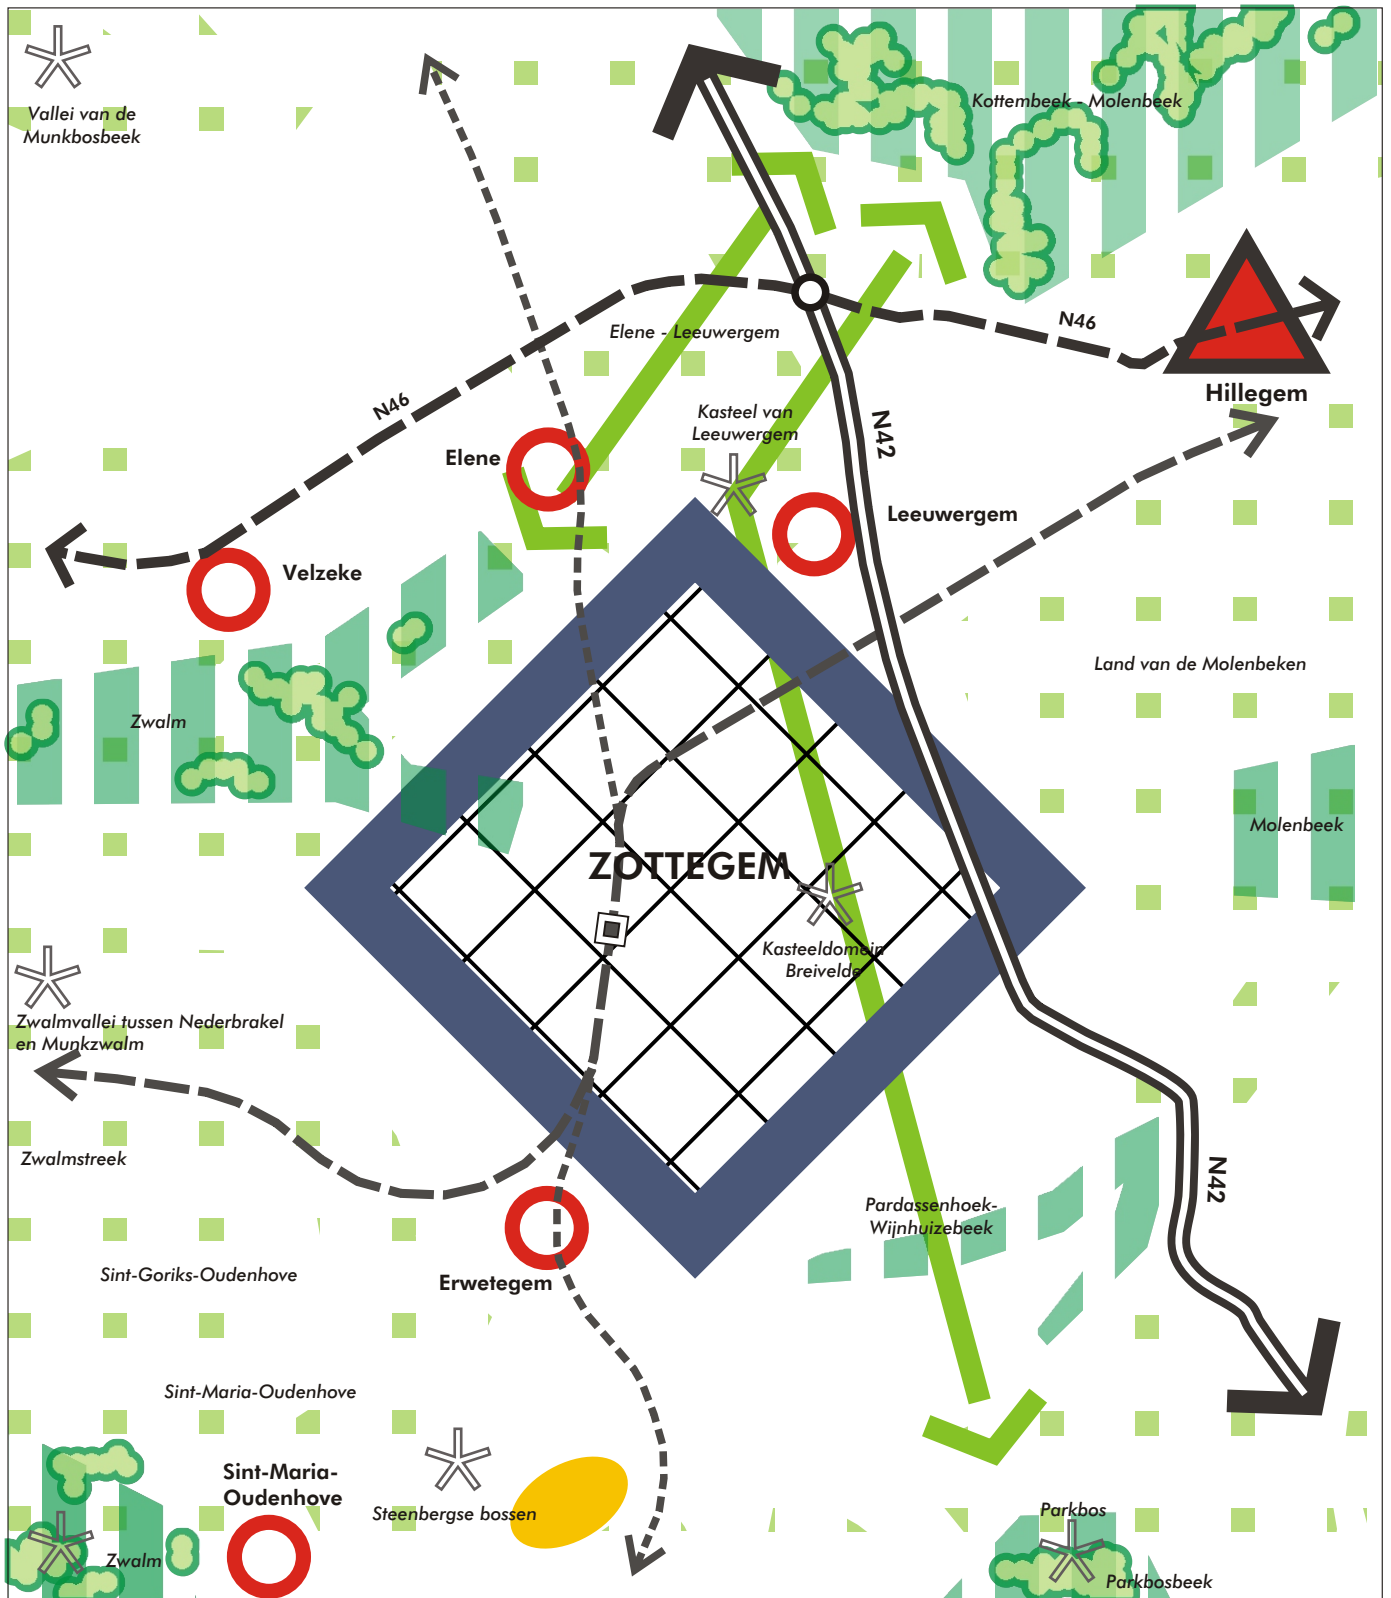 Vallei van de
Munkbosbeek
Kottembeek - Molenbeek
N46
Elene - Leeuwergem
N46
Hillegem
Kasteel van
Leeuwergem
N42
Elene
Leeuwergem
Velzeke
Land van de Molenbeken
Zwalm
Molenbeek
ZOTTEGEM
Kasteeldomein
Breivelde
Zwalmvallei tussen Nederbrakel
en Munkzwalm
Zwalmstreek
N42
Pardassenhoek-
Wijnhuizebeek
Sint-Goriks-Oudenhove
Erwetegem
Sint-Maria-Oudenhove
Sint-Maria-
Oudenhove
Steenbergse bossen
Parkbos
Zwalm
Parkbosbeek